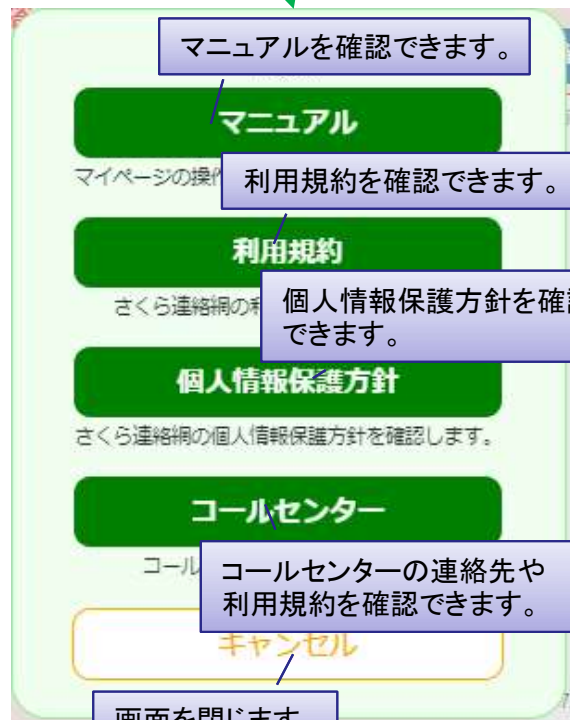 マニュアルを確認できます。
マニュアル
マイページの操作
利用規約を確認できます。
利用規約
さくら連絡網の利
個人情報保護方針を確認
できます。
個人情報保護方針
さくら連絡網の個人情報保護方針を確認します。
コールセンター
コール
コールセンターの連絡先や
利用規約を確認できます。
キャンセル
画面を閉じます